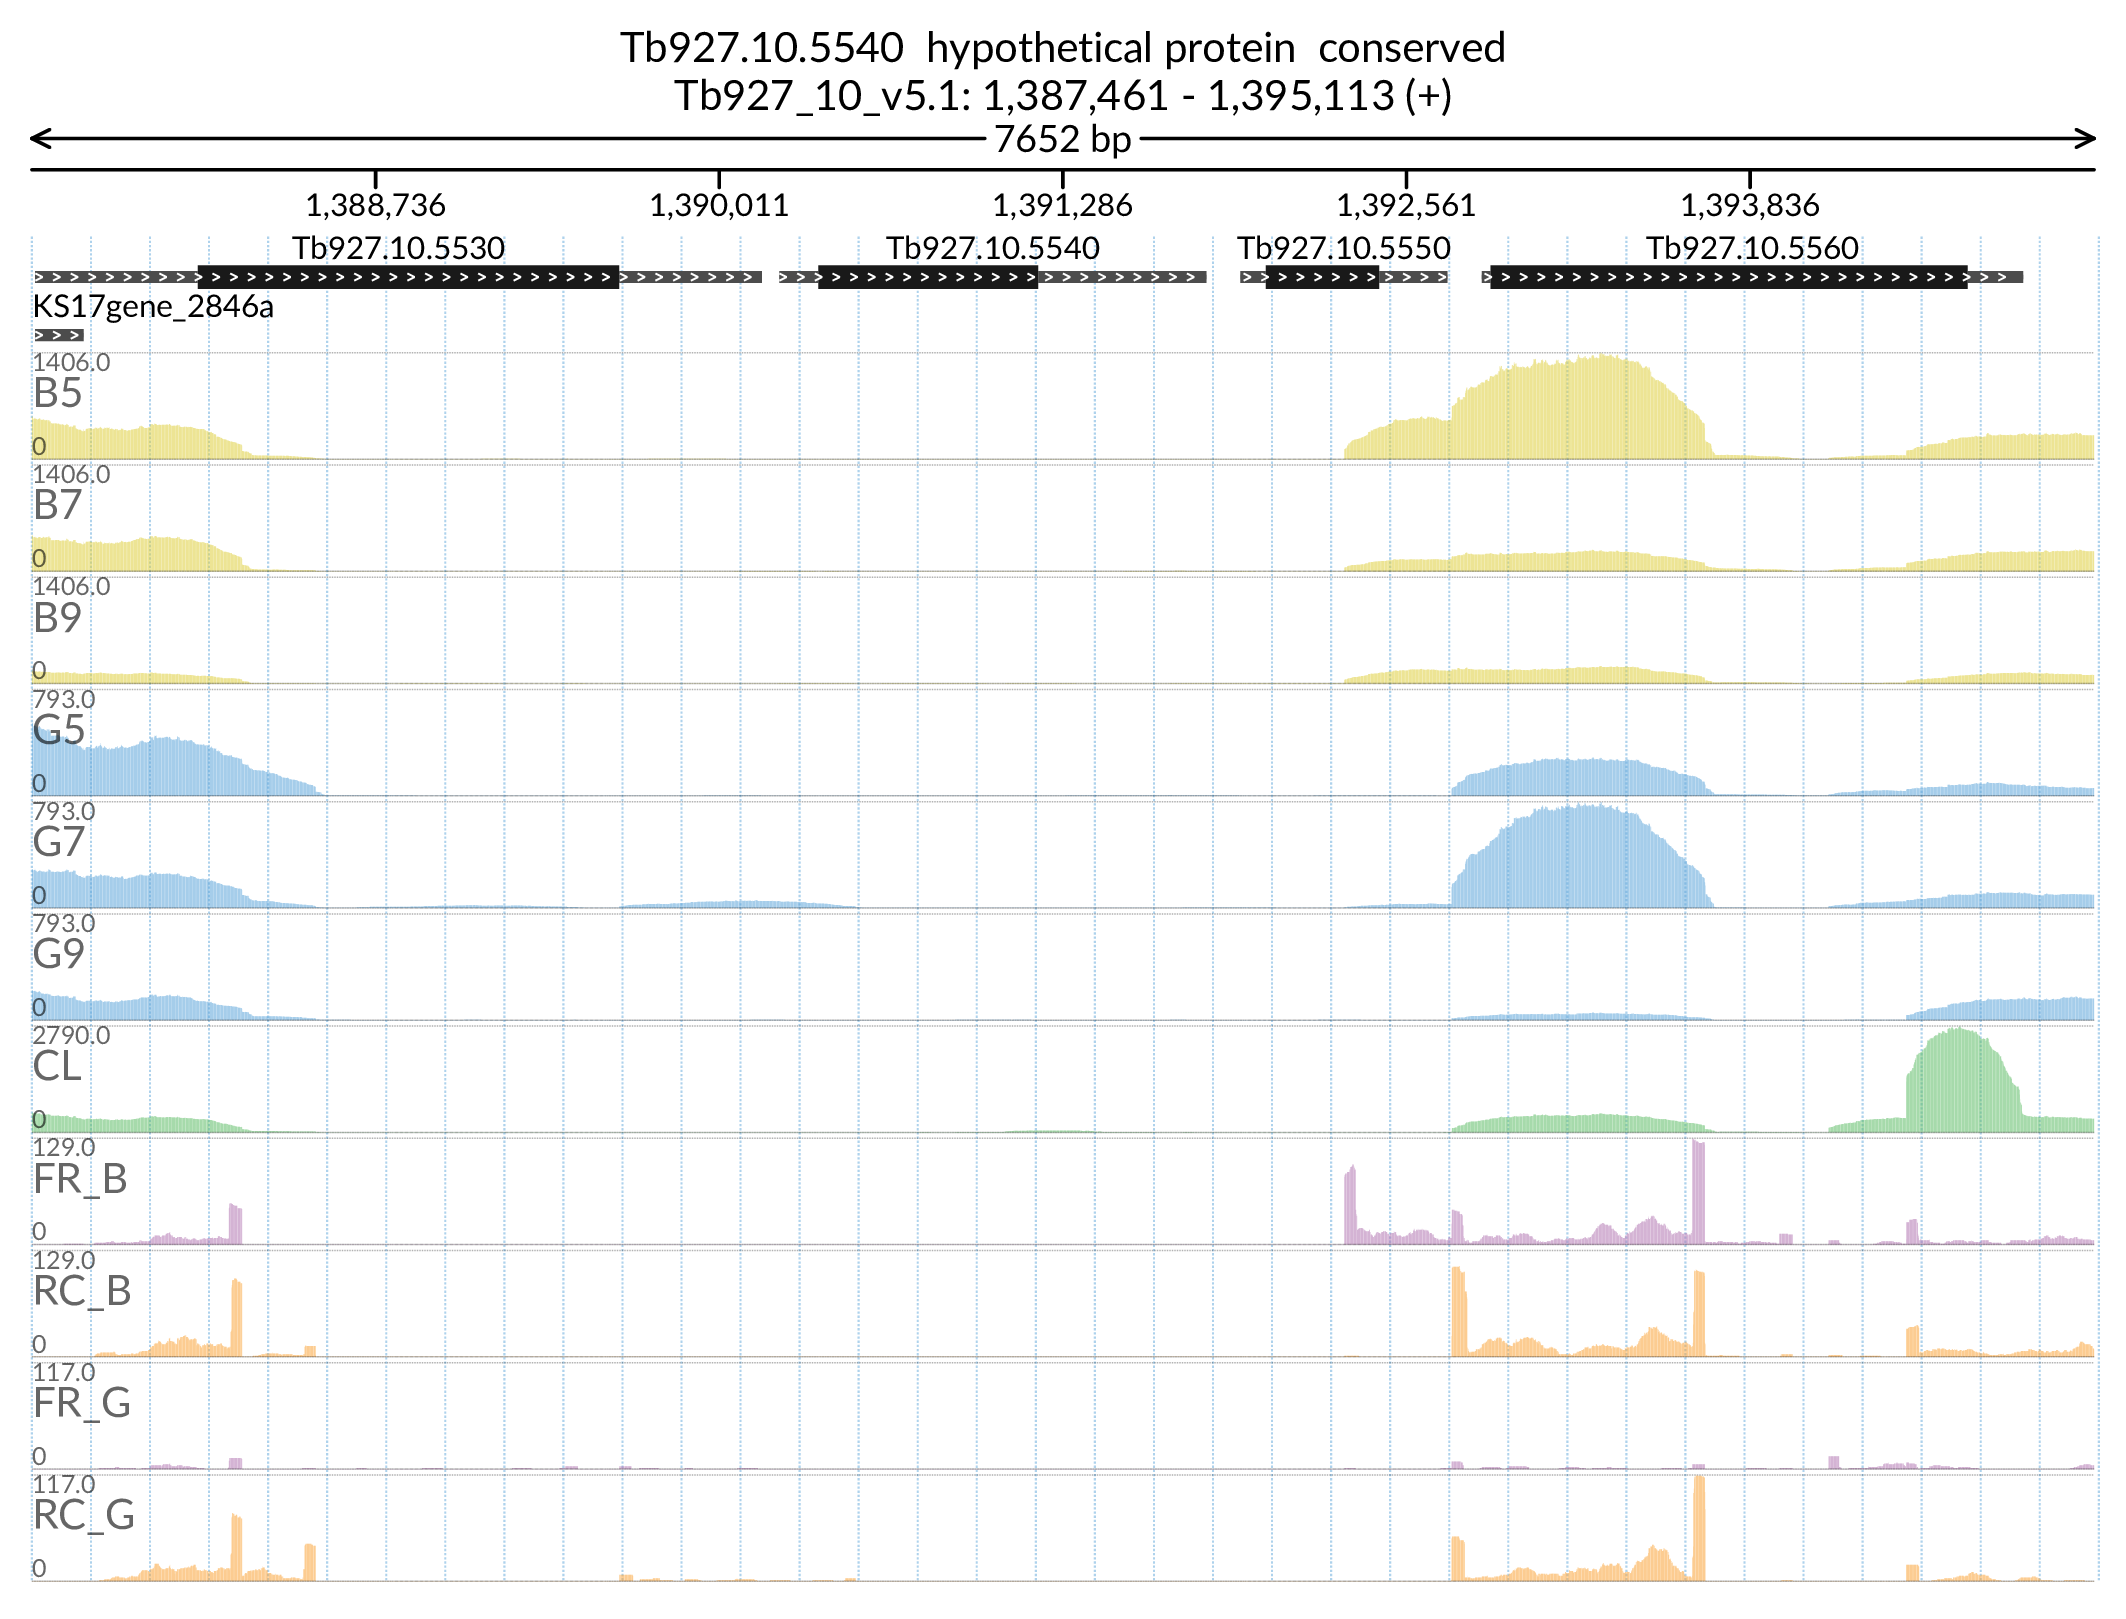 Tb927.10.5540  hypothetical protein  conserved
Tb927_10_v5.1: 1,387,461 - 1,395,113 (+)
7652 bp
1,388,736 1,390,011 1,391,286 1,392,561 1,393,836
Tb927.10.5530 Tb927.10.5540 Tb927.10.5550 Tb927.10.5560
KS17gene_2846a
1406.0
B5
0
1406.0
B7
0
1406.0
B9
0
793.0
G5
0
793.0
G7
0
793.0
G9
0
2790.0
CL
0
129.0
FR_B
0
129.0
RC_B
0
117.0
FR_G
0
117.0
RC_G
0